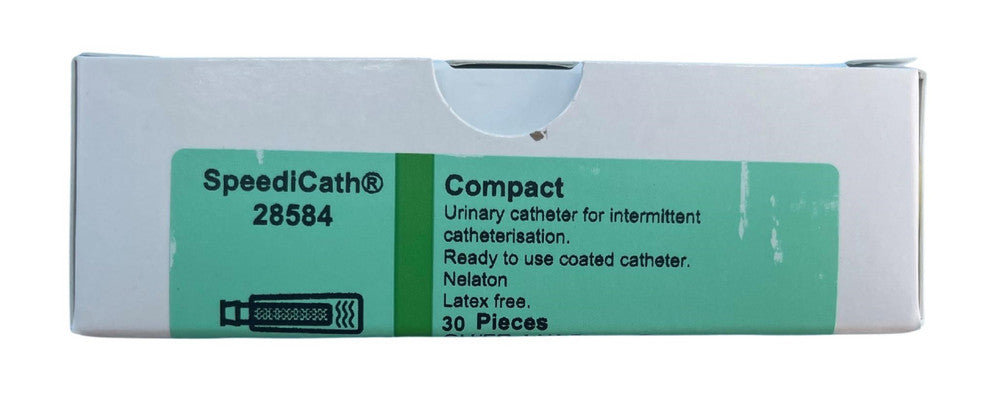 SpeediCath®
28584
Compact
Urinary catheter for intermittent
catheterisation.
Ready to use coated catheter.
Nelaton
Latex free.
30 Pieces